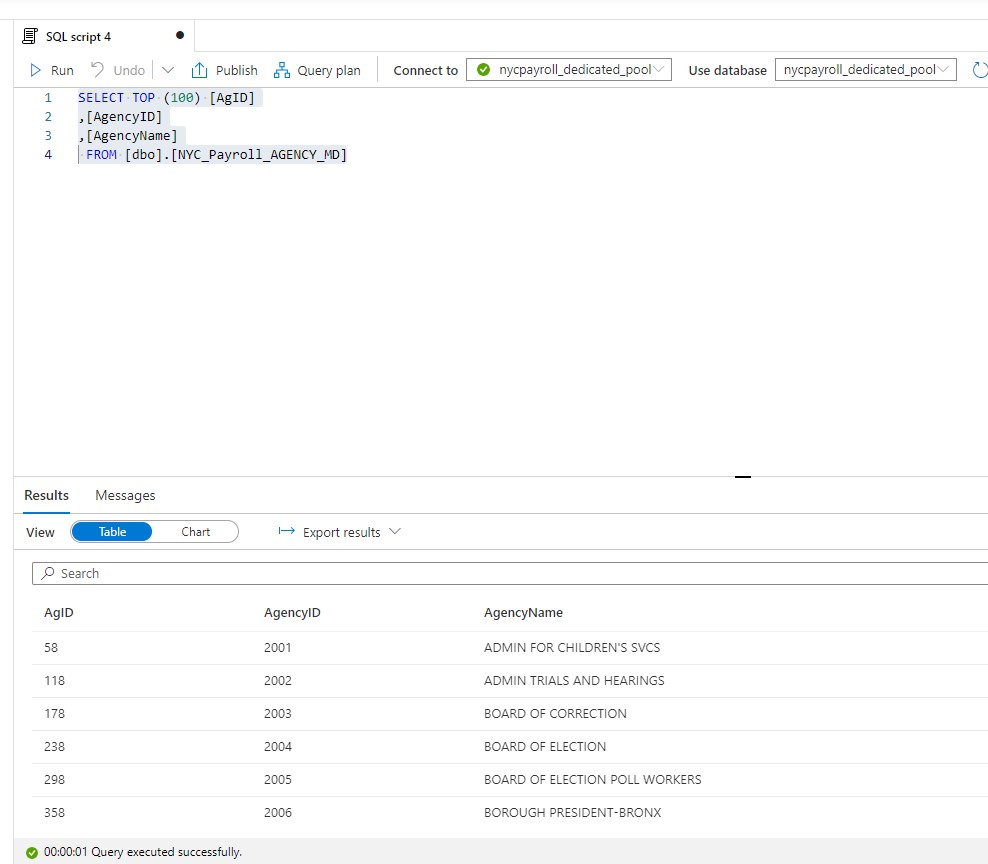 SQL script 4
Run Undo Publish Query plan Connect to nycpayroll_dedicated_pool Use database nycpayroll_dedicated_pool
1 SELECT TOP (100) [AgID]
2 ,[AgencyID]
3 ,[AgencyName]
4 FROM [dbo].[NYC_Payroll_AGENCY_MD]
Results Messages
View Table Chart Export results
Search
AgID AgencyID AgencyName
58 2001 ADMIN FOR CHILDREN'S SVCS
118 2002 ADMIN TRIALS AND HEARINGS
178 2003 BOARD OF CORRECTION
238 2004 BOARD OF ELECTION
298 2005 BOARD OF ELECTION POLL WORKERS
358 2006 BOROUGH PRESIDENT-BRONX
00:00:01 Query executed successfully.